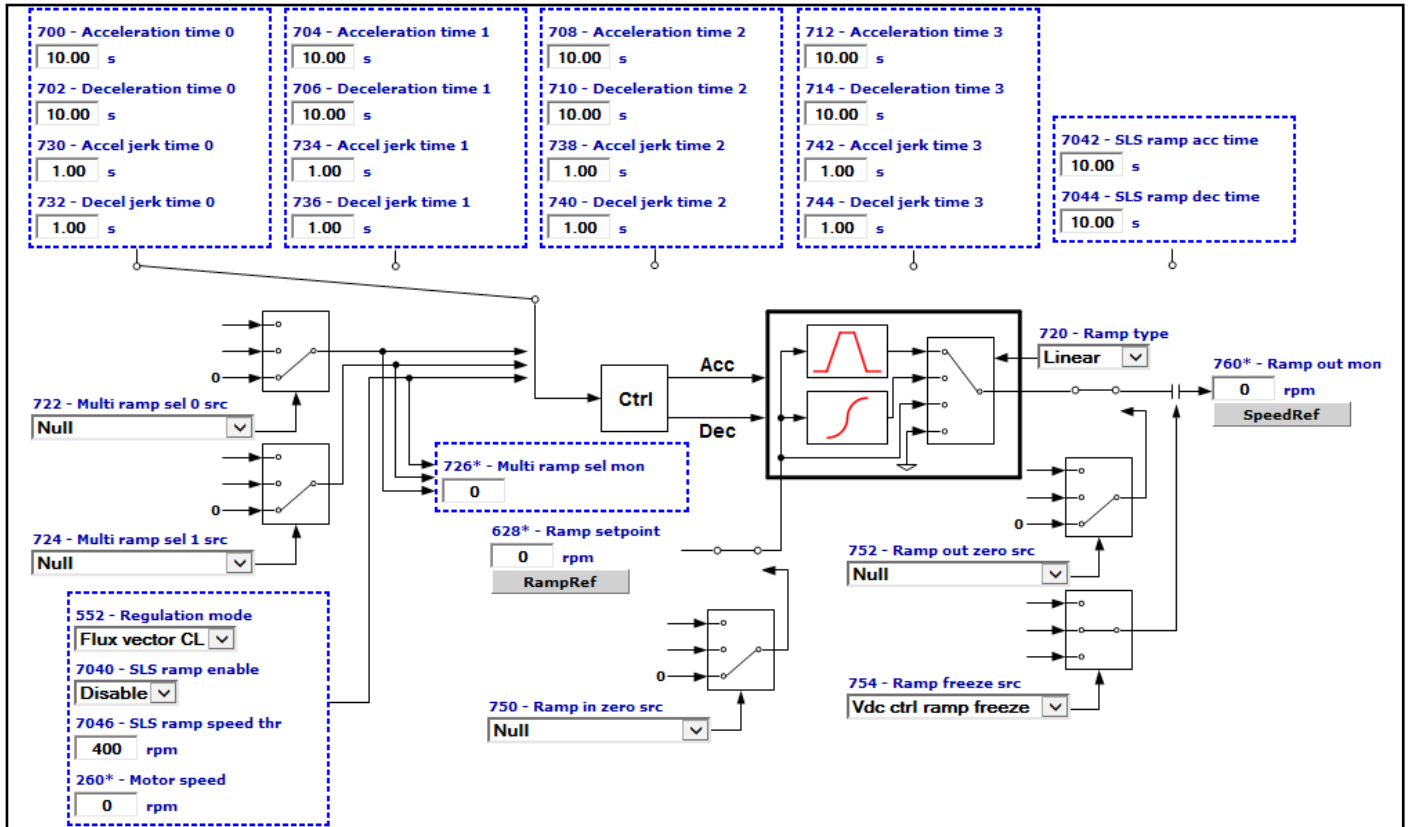 700 - Acceleration time 0
10.00 s
702 - Deceleration time 0
10.00 s
730 - Accel jerk time 0
1.00 s
732 - Decel jerk time 0
1.00 s
704 - Acceleration time 1
10.00 s
706 - Deceleration time 1
10.00 s
734 - Accel jerk time 1
1.00 s
736 - Decel jerk time 1
1.00 s
708 - Acceleration time 2
10.00 s
710 - Deceleration time 2
10.00 s
738 - Accel jerk time 2
1.00 s
740 - Decel jerk time 2
1.00 s
712 - Acceleration time 3
10.00 s
714 - Deceleration time 3
10.00 s
742 - Accel jerk time 3
1.00 s
744 - Decel jerk time 3
1.00 s
7042 - SLS ramp acc time
10.00 s
7044 - SLS ramp dec time
10.00 s
0
722 - Multi ramp sel 0 src
Null
0
724 - Multi ramp sel 1 src
Null
552 - Regulation mode
Flux vector CL
7040 - SLS ramp enable
Disable
7046 - SLS ramp speed thr
400 rpm
260* - Motor speed
0 rpm
726* - Multi ramp sel mon
0
Ctrl
Acc
Dec
628* - Ramp setpoint
0 rpm
RampRef
0
750 - Ramp in zero src
Null
720 - Ramp type
Linear
760* - Ramp out mon
0 rpm
SpeedRef
0
752 - Ramp out zero src
Null
754 - Ramp freeze src
Vdc ctrl ramp freeze